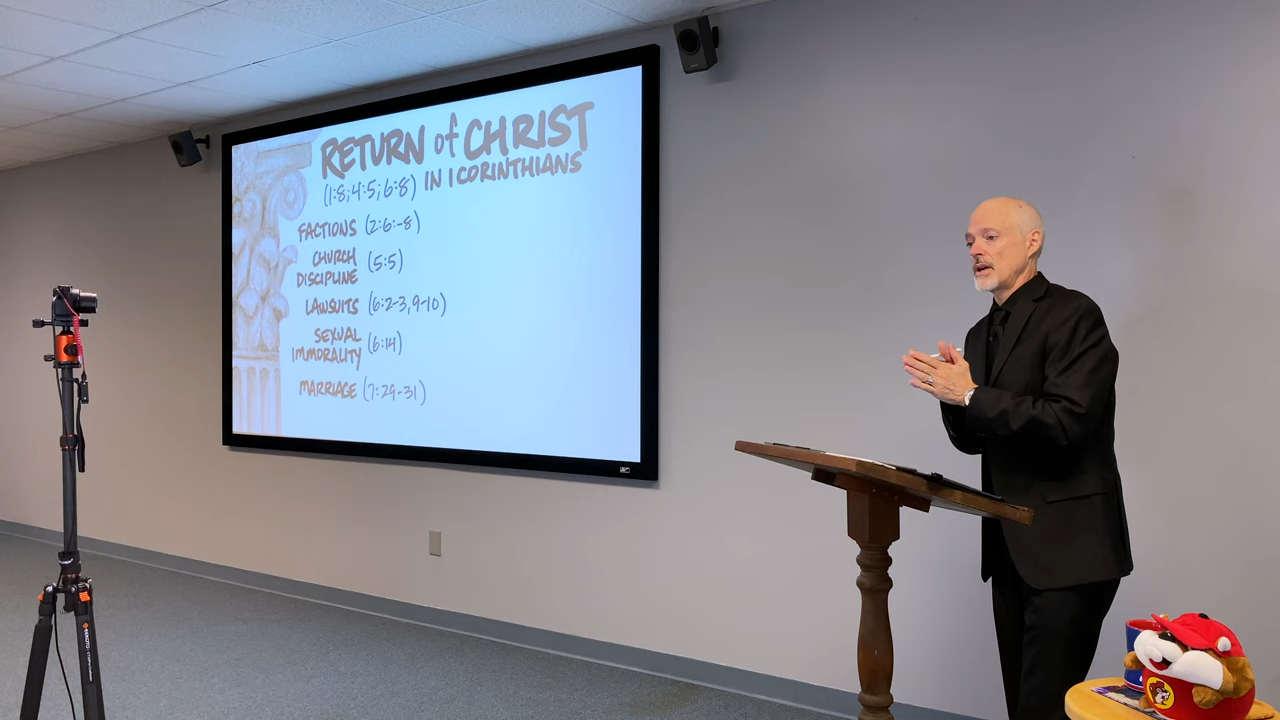 RETURN of CHRIST
(1:8; 4:5; 6:8) IN 1 CORINTHIANS
FACTIONS (2:6:-8)
CHURCH
DISCIPLINE (5:5)
LAWSUITS (6:2-3, 9-10)
SEXUAL
IMMORALITY (6:14)
MARRIAGE (7:29-31)